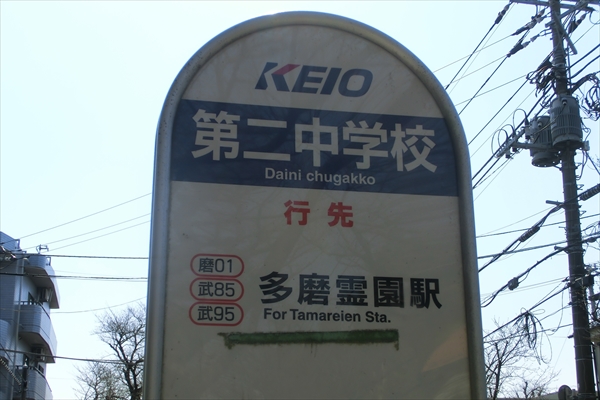 KEIO
第二中学校
Daini chugakko
行先
磨01
武85
武95
多磨霊園駅
For Tamareien Sta.